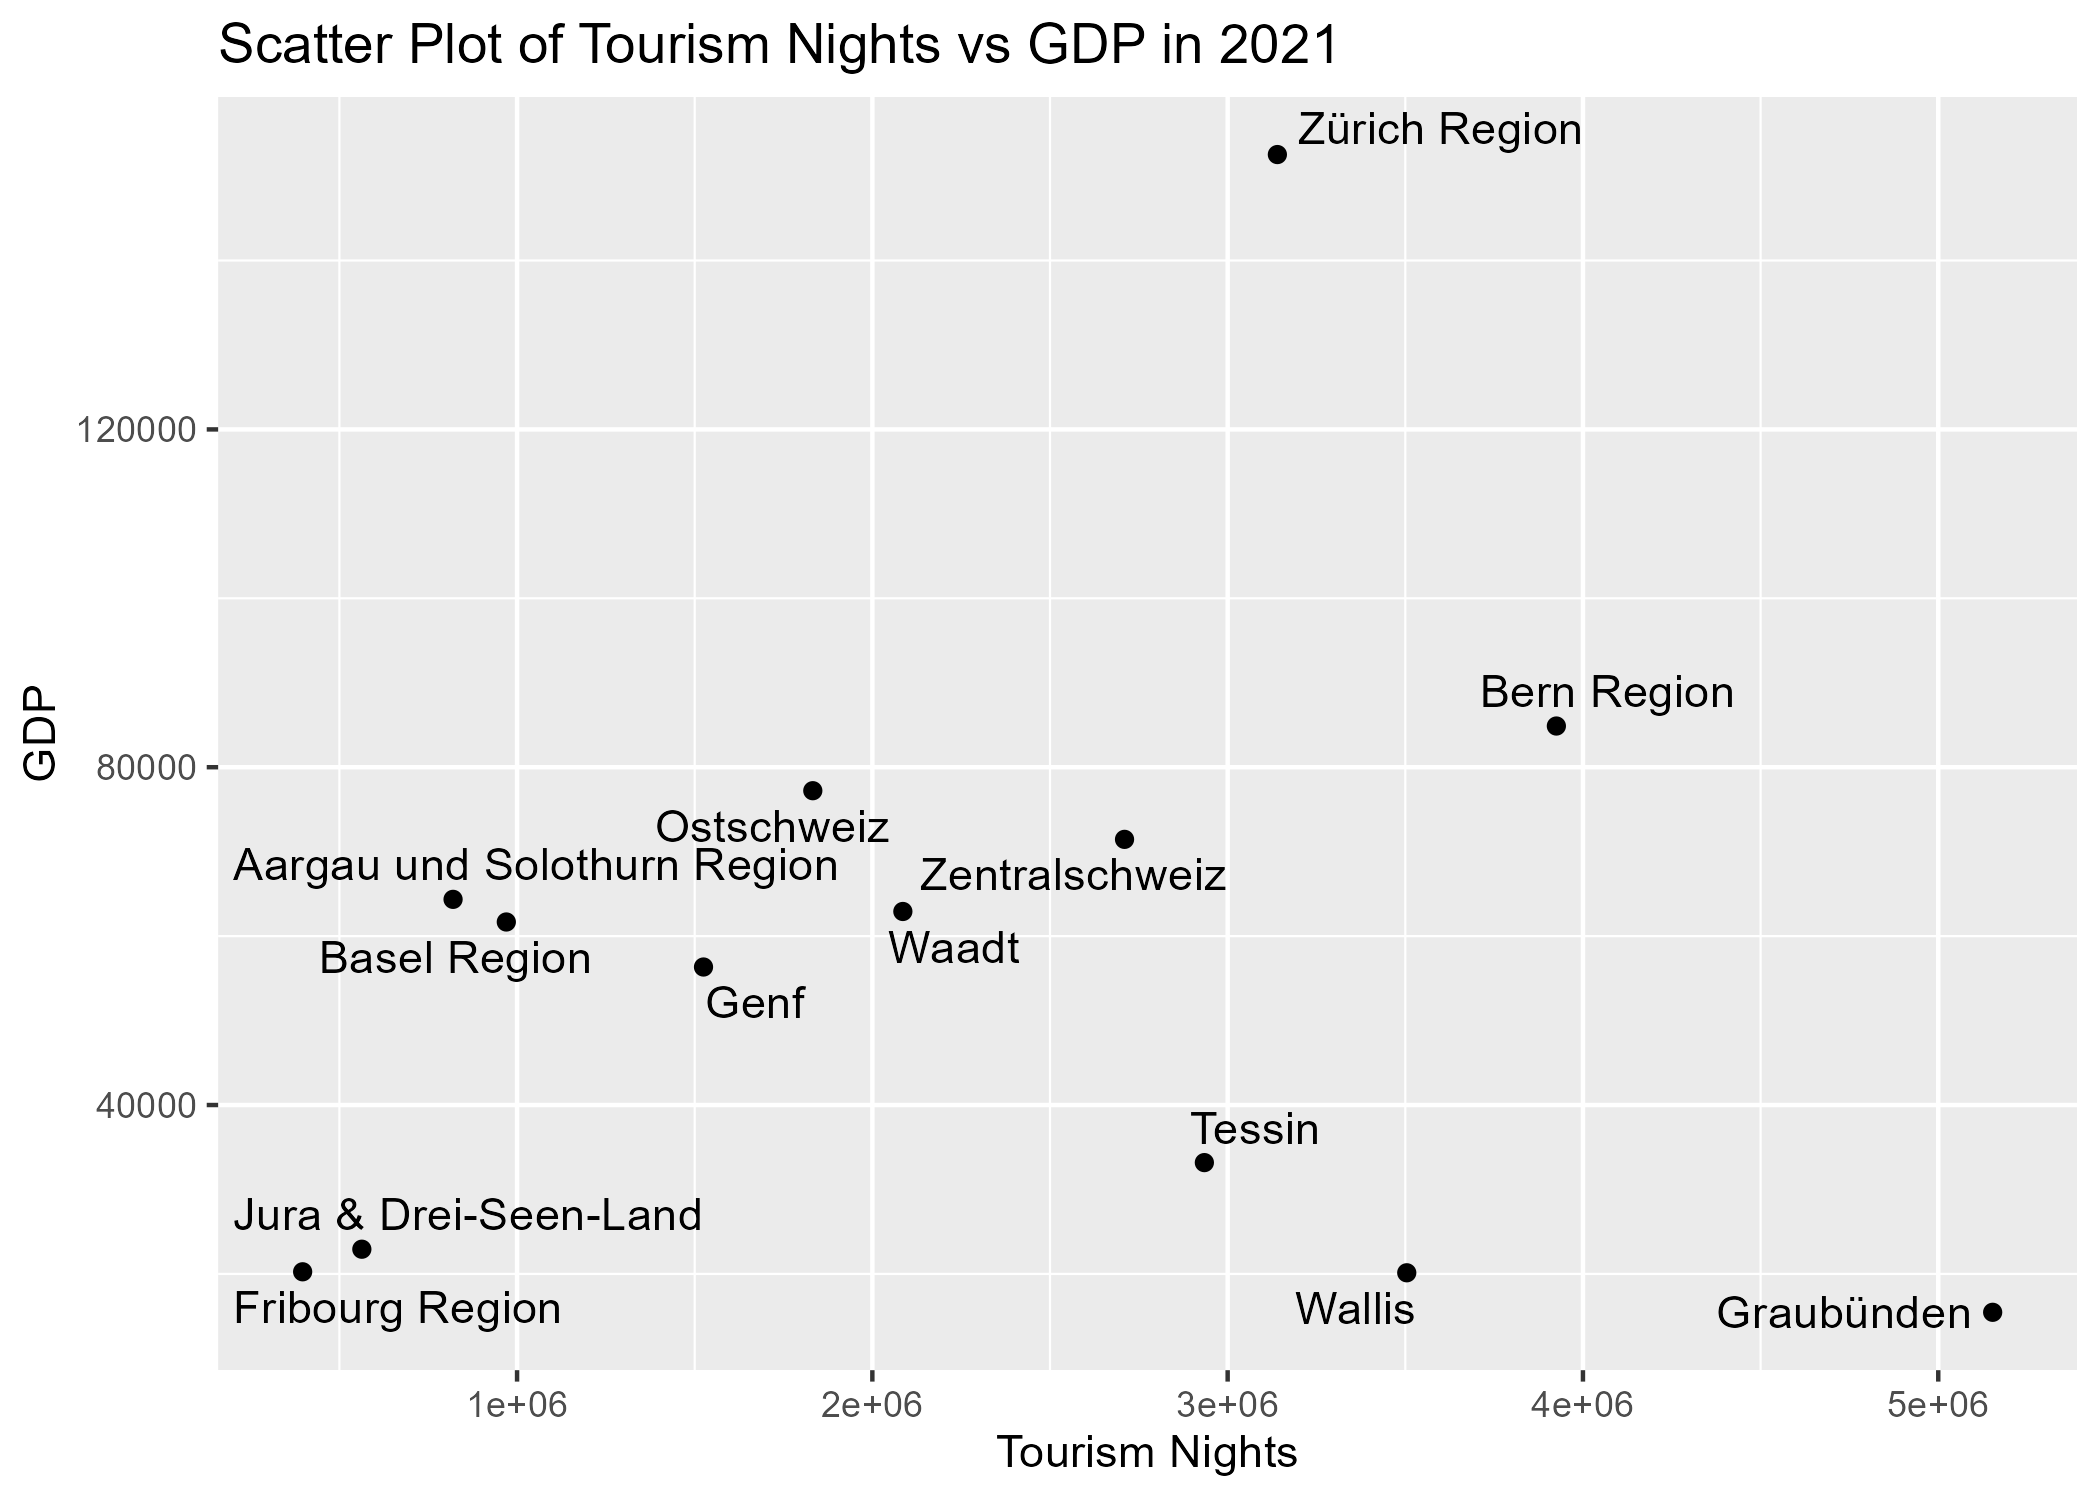 Scatter Plot of Tourism Nights vs GDP in 2021
Zürich Region
120000
Bern Region
GDP
80000
Ostschweiz
Aargau und Solothurn Region
Zentralschweiz
Waadt
Basel Region
Genf
40000
Tessin
Jura & Drei-Seen-Land
Fribourg Region
Wallis
Graubünden
1e+06
2e+06
3e+06
4e+06
5e+06
Tourism Nights